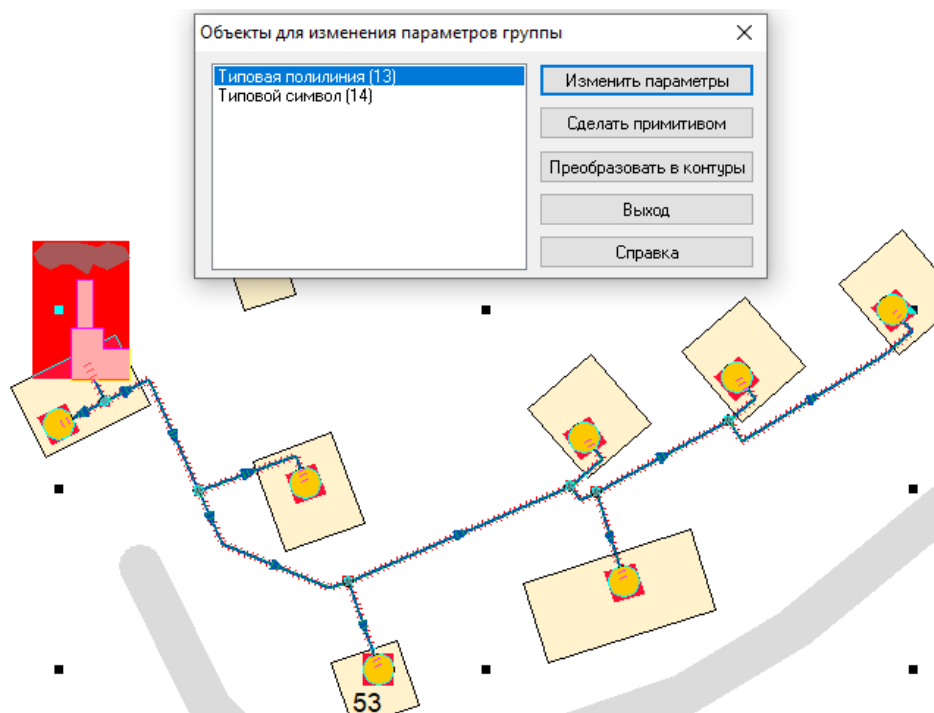 Объекты для изменения параметров группы
Типовая полилиния (13)
Типовой символ (14)
Изменить параметры
Сделать примитивом
Преобразовать в контуры
Выход
Справка
53